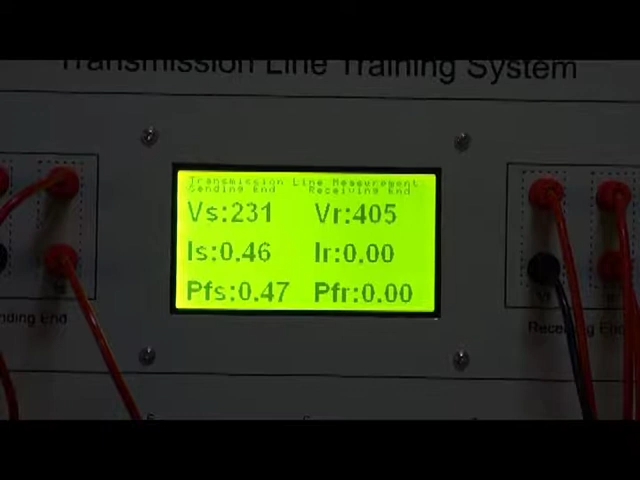 Transmission Line Training System
Transmission Line Measurement
Sending End Receiving End
Vs:231 Vr:405
Is:0.46 Ir:0.00
Pfs:0.47 Pfr:0.00
nding End Receiving End